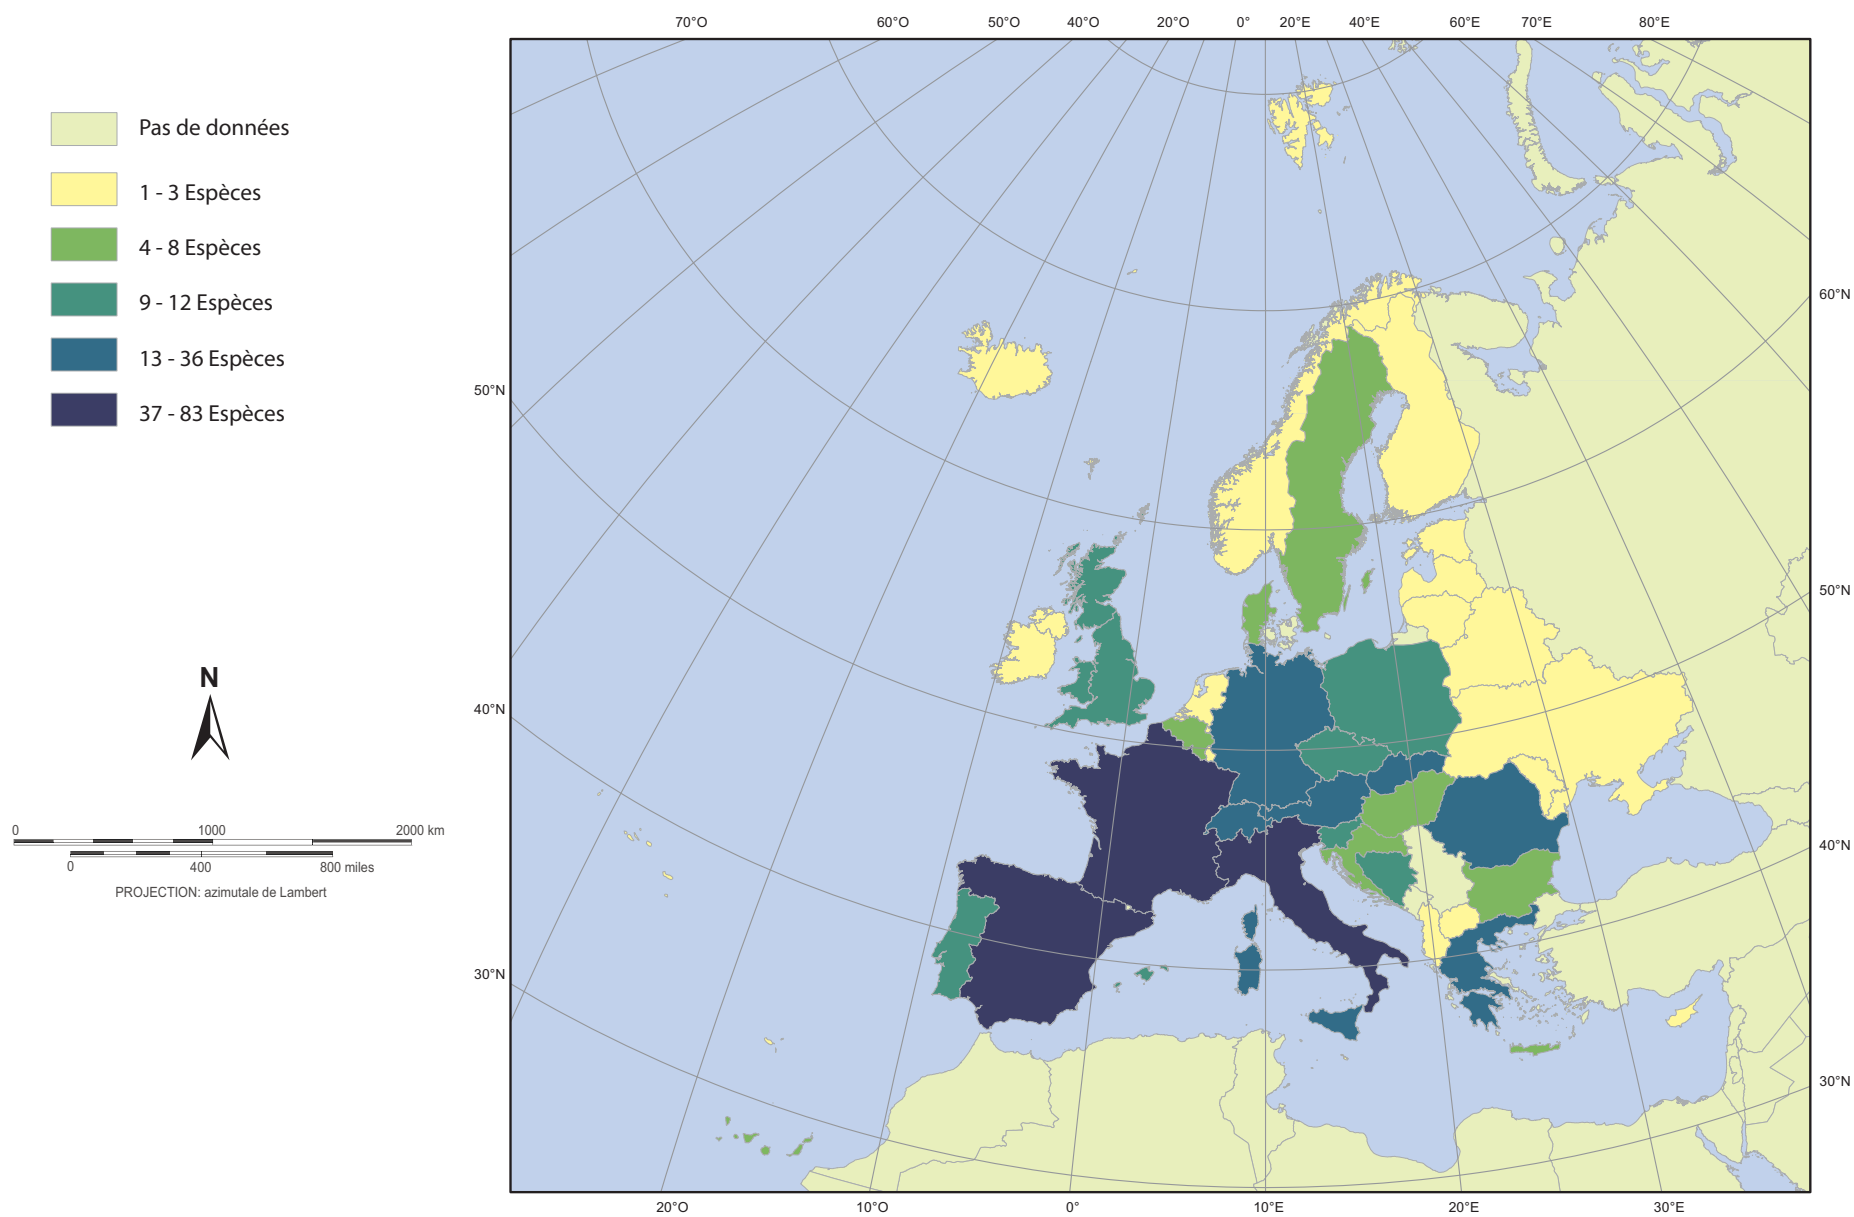 70°O 60°O 50°O 40°O 20°O 0° 20°E 40°E 60°E 70°E 80°E
Pas de données
1 - 3 Espèces
4 - 8 Espèces
9 - 12 Espèces
13 - 36 Espèces
37 - 83 Espèces
60°N
50°N
50°N
N
40°N
0 1000 2000 km
0 400 800 miles
PROJECTION: azimutale de Lambert
40°N
30°N
30°N
20°O 10°O 0° 10°E 20°E 30°E